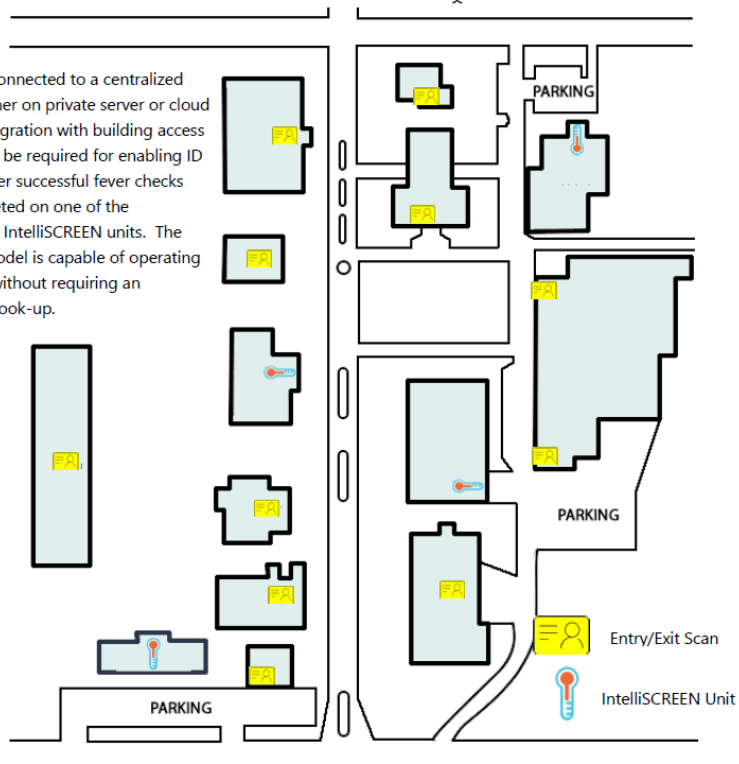 onnected to a centralized
er on private server or cloud
gration with building access
be required for enabling ID
er successful fever checks
eted on one of the
IntelliSCREEN units. The
odel is capable of operating
without requiring an
ook-up.
PARKING
PARKING
PARKING
Entry/Exit Scan
IntelliSCREEN Unit